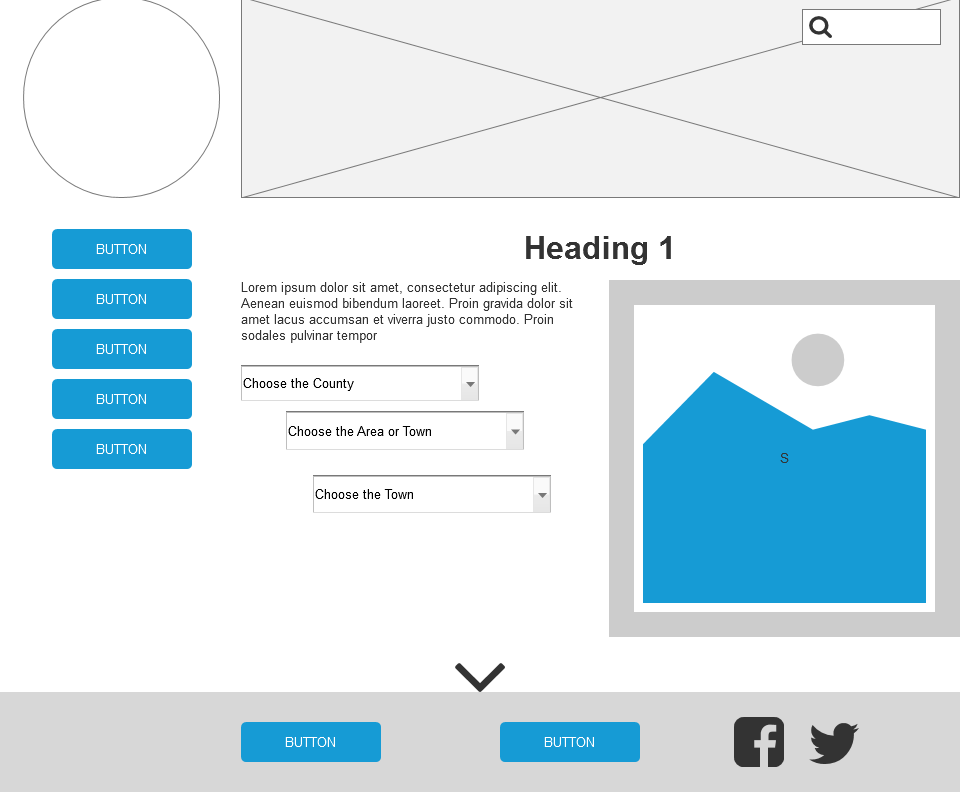 BUTTON
BUTTON
BUTTON
BUTTON
BUTTON
Heading 1
Lorem ipsum dolor sit amet, consectetur adipiscing elit.
Aenean euismod bibendum laoreet. Proin gravida dolor sit
amet lacus accumsan et viverra justo commodo. Proin
sodales pulvinar tempor
Choose the County
Choose the Area or Town
Choose the Town
S
BUTTON
BUTTON